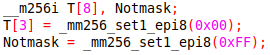 __m256i T[8], Notmask;
T[3] = _mm256_set1_epi8(0x00);
Notmask = _mm256_set1_epi8(0xFF);